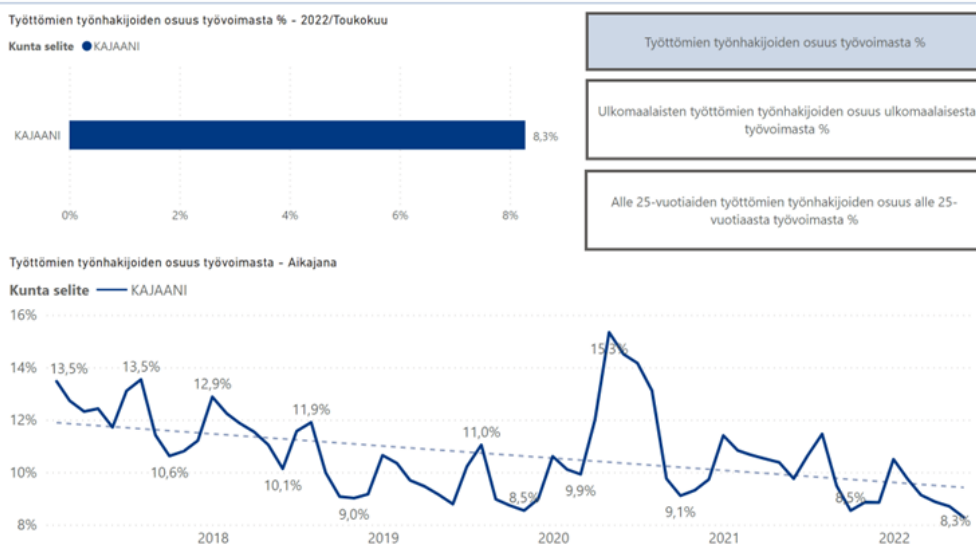 Työttömien työnhakijoiden osuus työvoimasta % - 2022/Toukokuu
Kunta selite KAJAANI
KAJAANI
8,3%
0% 2% 4% 6% 8%
Työttömien työnhakijoiden osuus työvoimasta %
Ulkomaalaisten työttömien työnhakijoiden osuus ulkomaalaisesta
työvoimasta %
Alle 25-vuotiaiden työttömien työnhakijoiden osuus alle 25-
vuotiaasta työvoimasta %
Työttömien työnhakijoiden osuus työvoimasta - Aikajana
Kunta selite KAJAANI
16%
14%
12%
10%
8%
13,5%
13,5%
10,6%
12,9%
10,1%
11,9%
9,0%
11,0%
8,5%
9,9%
15,3%
9,1%
8,5%
8,3%
2018 2019 2020 2021 2022